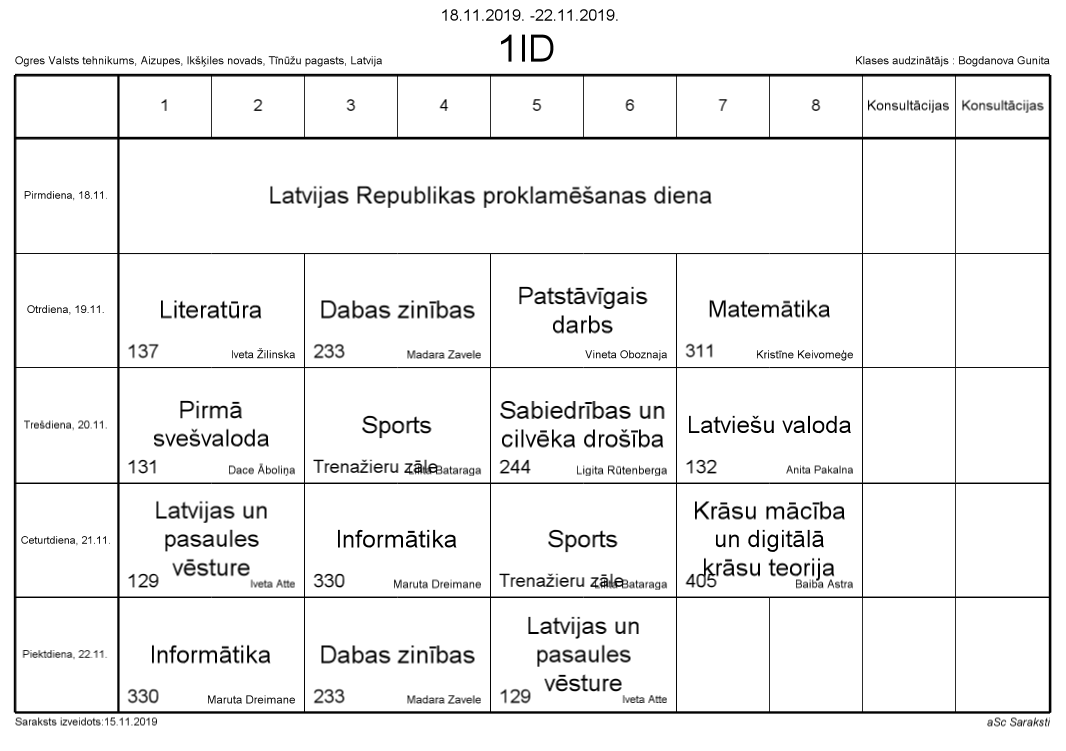 18.11.2019. -22.11.2019.
1ID
Ogres Valsts tehnikums, Aizupes, Ikšķiles novads, Tīnūžu pagasts, Latvija
Klases audzinātājs : Bogdanova Gunita
1 2 3 4 5 6 7 8 Konsultācijas Konsultācijas
Pirmdiena, 18.11.
Latvijas Republikas proklamēšanas diena
Otrdiena, 19.11.
Literatūra
137 Iveta Žilinska
Dabas zinības
233 Madara Zavele
Patstāvīgais
darbs
Vineta Oboznaja
Matemātika
311 Kristīne Keivomeģe
Trešdiena, 20.11.
Pirmā
svešvaloda
131 Dace Āboliņa
Sports
Trenažieru zāle Bataraga
Sabiedrības un
cilvēka drošība
244 Ligita Rūtenberga
Latviešu valoda
132 Anita Pakalna
Ceturtdiena, 21.11.
Latvijas un
pasaules
vēsture
129 Iveta Atte
Informātika
330 Maruta Dreimane
Sports
Trenažieru zāle Bataraga
Krāsu mācība
un digitālā
krāsu teorija
405 Baiba Astra
Piektdiena, 22.11.
Informātika
330 Maruta Dreimane
Dabas zinības
233 Madara Zavele
Latvijas un
pasaules
vēsture
129 Iveta Atte
Saraksts izveidots:15.11.2019
aSc Saraksti